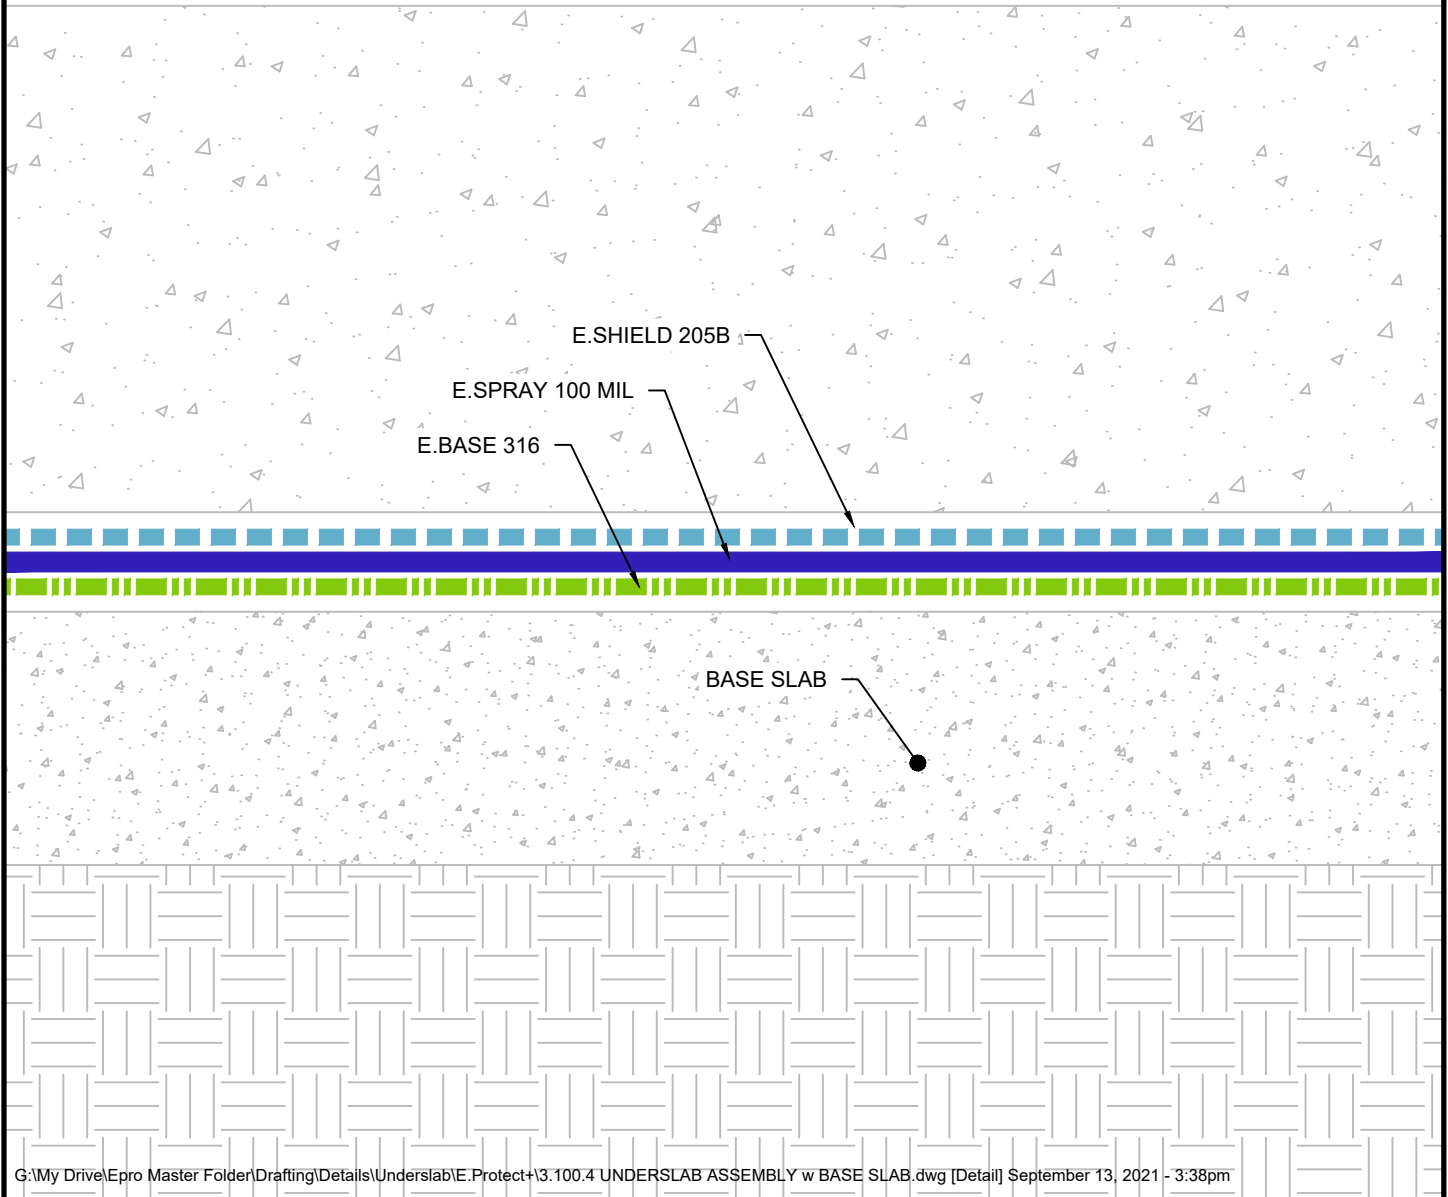 E.SHIELD 205B
E.SPRAY 100 MIL
E.BASE 316
BASE SLAB
G:\My Drive\Epro Master Folder\Drafting\Details\Underslab\E.Protect+\3.100.4 UNDERSLAB ASSEMBLY w BASE SLAB.dwg [Detail] September 13, 2021 - 3:38pm